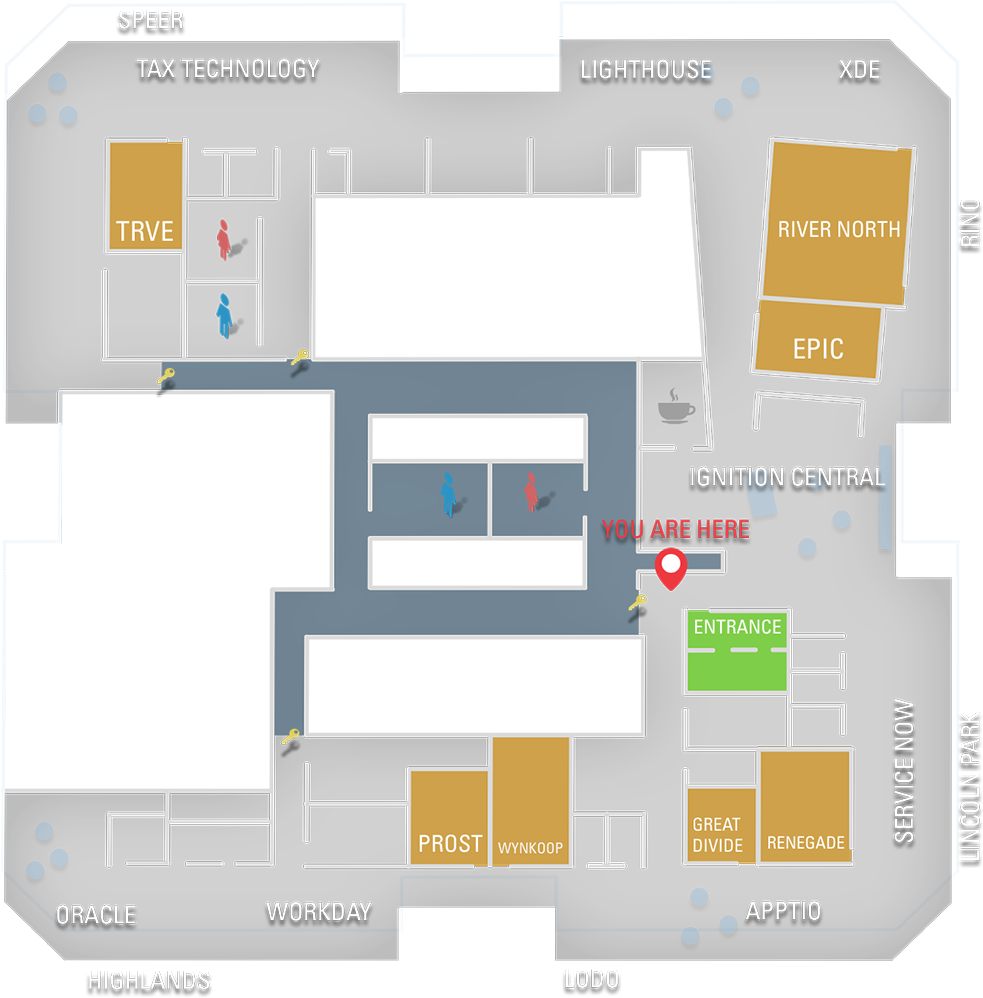 SPEER
TAX TECHNOLOGY
LIGHTHOUSE
XDE
TRVE
RIVER NORTH
RINO
EPIC
IGNITION CENTRAL
YOU ARE HERE
ENTRANCE
SERVICE NOW
LINCOLN PARK
GREAT
DIVIDE
RENEGADE
PROST
WYNKOOP
ORACLE
WORKDAY
APPTIO
HIGHLANDS
LODO